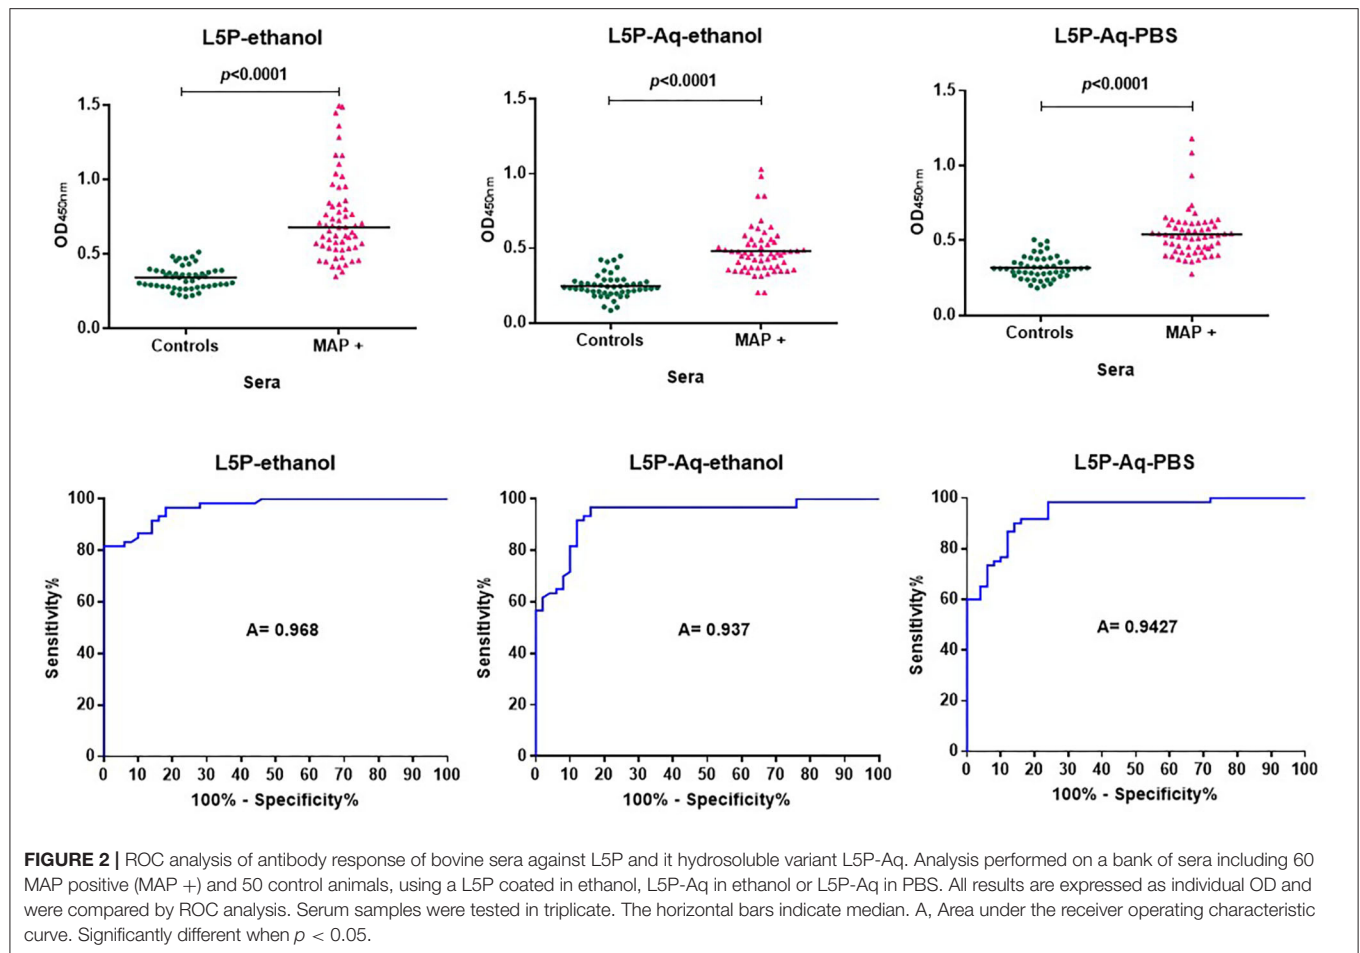 L5P-ethanol
p<0.0001
1.5
1.0
0.5
0.0
OD450nm
Controls
MAP +
Sera
L5P-Aq-ethanol
p<0.0001
1.5
1.0
0.5
0.0
OD450nm
Controls
MAP +
Sera
L5P-Aq-PBS
p<0.0001
1.5
1.0
0.5
0.0
OD450nm
Controls
MAP +
Sera
L5P-ethanol
100
80
60
40
20
0
Sensitivity%
A= 0.968
0 10 20 30 40 50 60 70 80 90 100
100% - Specificity%
L5P-Aq-ethanol
100
80
60
40
20
0
Sensitivity%
A= 0.937
0 10 20 30 40 50 60 70 80 90 100
100% - Specificity%
L5P-Aq-PBS
100
80
60
40
20
0
Sensitivity%
A= 0.9427
0 10 20 30 40 50 60 70 80 90 100
100% - Specificity%
FIGURE 2 | ROC analysis of antibody response of bovine sera against L5P and it hydrosoluble variant L5P-Aq. Analysis performed on a bank of sera including 60
MAP positive (MAP +) and 50 control animals, using a L5P coated in ethanol, L5P-Aq in ethanol or L5P-Aq in PBS. All results are expressed as individual OD and
were compared by ROC analysis. Serum samples were tested in triplicate. The horizontal bars indicate median. A, Area under the receiver operating characteristic
curve. Significantly different when p < 0.05.